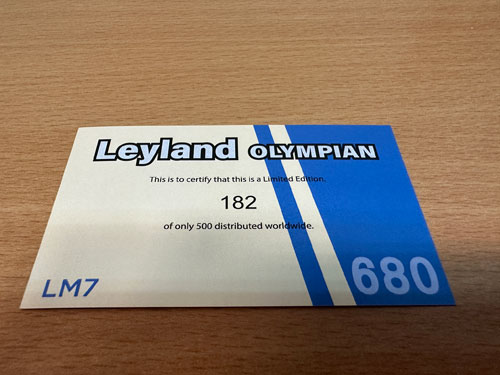 Leyland OLYMPIAN
This is to certify that this is a Limited Edition.
182
of only 500 distributed worldwide.
LM7
680